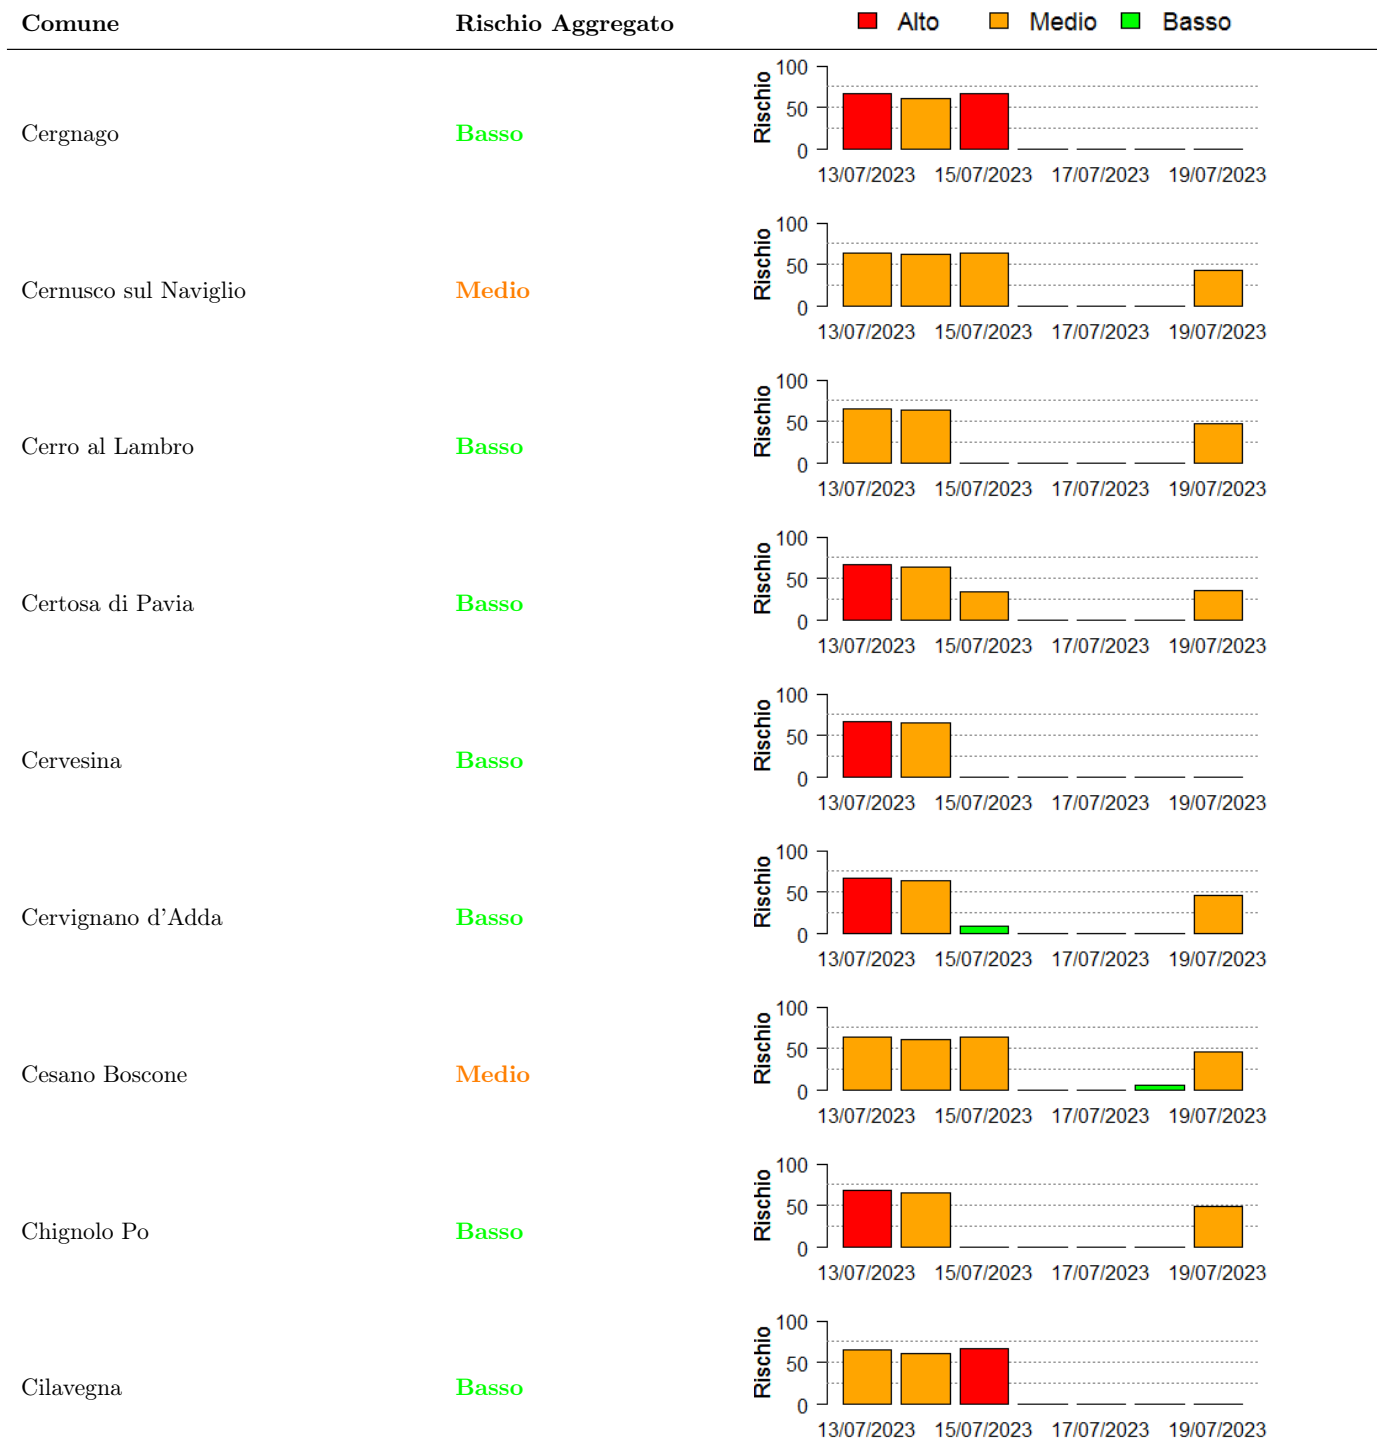 Comune Rischio Aggregato Alto Medio Basso
100
50
0
Rischio
Cergnago Basso
13/07/2023 15/07/2023 17/07/2023 19/07/2023
100
50
0
Rischio
Cernusco sul Naviglio Medio
13/07/2023 15/07/2023 17/07/2023 19/07/2023
100
50
0
Rischio
Cerro al Lambro Basso
13/07/2023 15/07/2023 17/07/2023 19/07/2023
100
50
0
Rischio
Certosa di Pavia Basso
13/07/2023 15/07/2023 17/07/2023 19/07/2023
100
50
0
Rischio
Cervesina Basso
13/07/2023 15/07/2023 17/07/2023 19/07/2023
100
50
0
Rischio
Cervignano d'Adda Basso
13/07/2023 15/07/2023 17/07/2023 19/07/2023
100
50
0
Rischio
Cesano Boscone Medio
13/07/2023 15/07/2023 17/07/2023 19/07/2023
100
50
0
Rischio
Chignolo Po Basso
13/07/2023 15/07/2023 17/07/2023 19/07/2023
100
50
0
Rischio
Cilavegna Basso
13/07/2023 15/07/2023 17/07/2023 19/07/2023